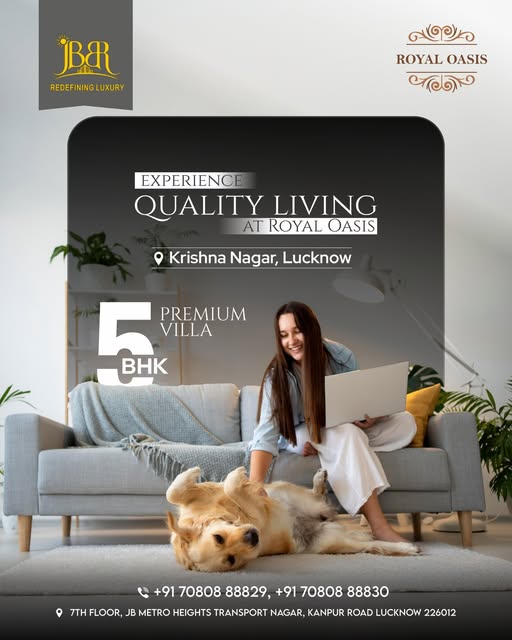 JBR
REDEFINING LUXURY
ROYAL OASIS
EXPERIENCE
QUALITY LIVING
AT ROYAL OASIS
Krishna Nagar, Lucknow
5
BHK
PREMIUM
VILLA
+91 70808 88829, +91 70808 88830
7TH FLOOR, JB METRO HEIGHTS TRANSPORT NAGAR, KANPUR ROAD LUCKNOW 226012